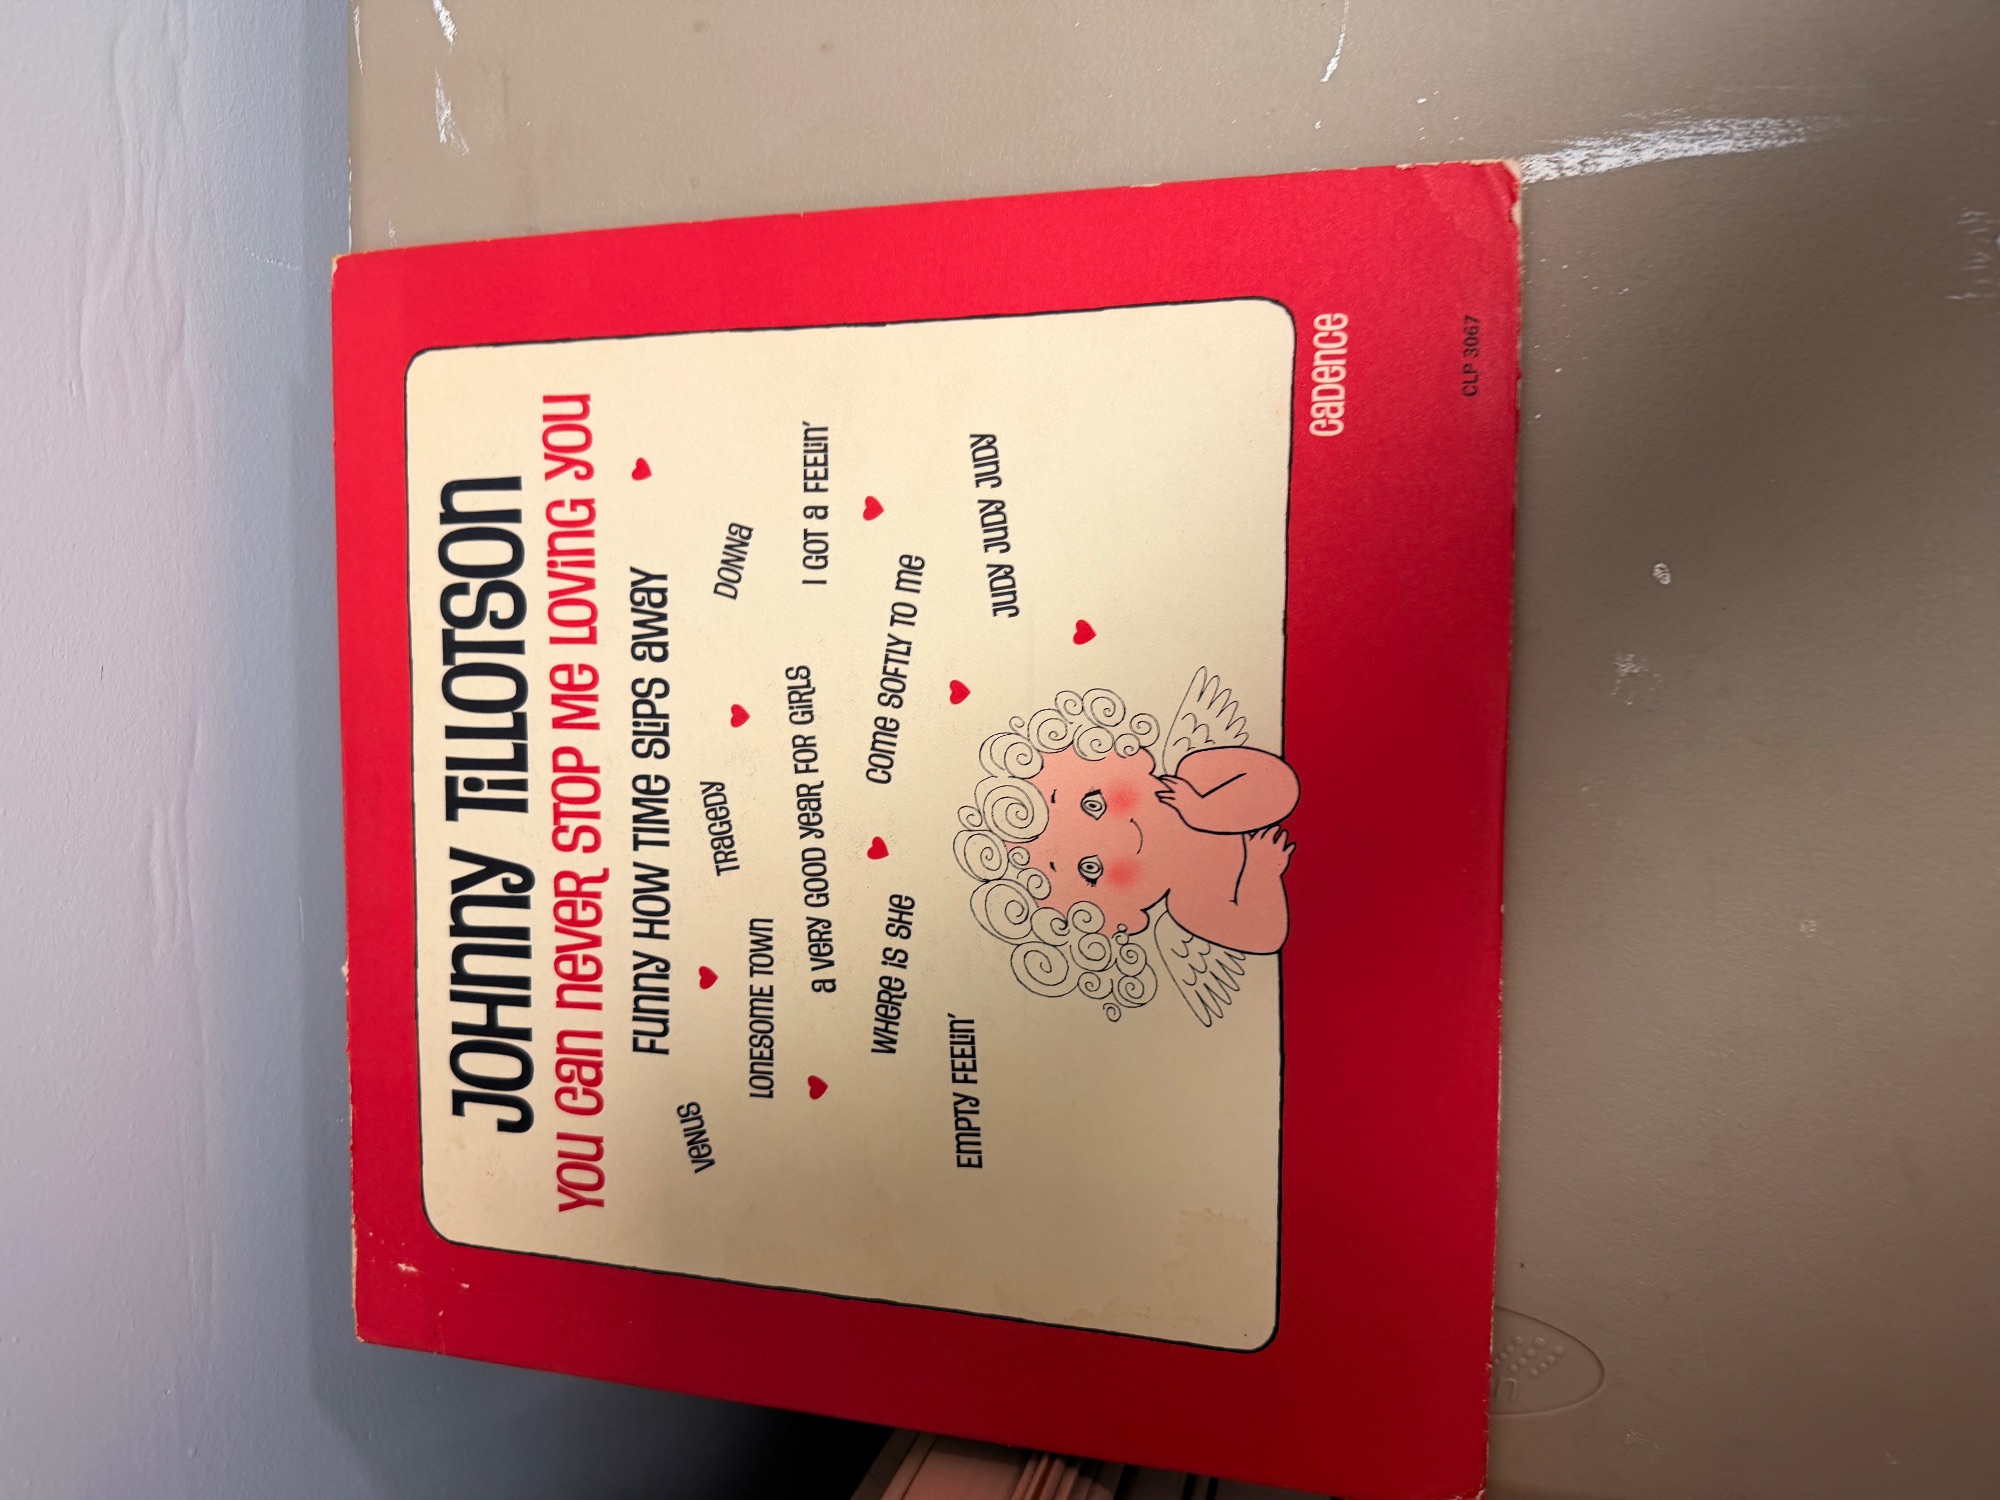 JOHNNY TiLLOTSON
YOU CAN NEVER STOP ME LOViNG YOU
FUNNY HOW TIME SLiPS AWAY
VENUS
TRAGEDY
DONNA
LONESOME TOWN
A VERY GOOD YEAR FOR GiRLS
I GOT A FEELiN'
WHERE iS SHE
COME SOFTLY TO ME
EMPTY FEELiN'
JUDY JUDY JUDY
CADENCE
CLP 3067